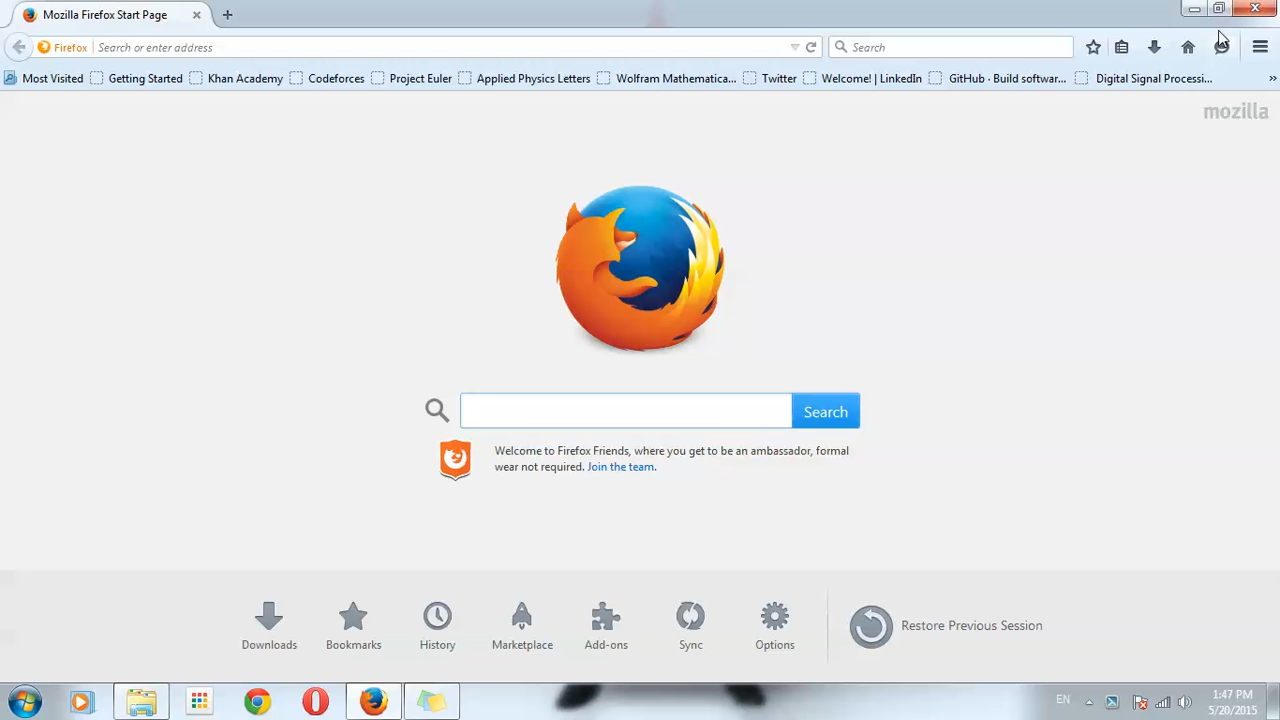 Mozilla Firefox Start Page
Firefox Search or enter address Search
Most Visited Getting Started Khan Academy Codeforces Project Euler Applied Physics Letters Wolfram Mathematica... Twitter Welcome! | LinkedIn GitHub · Build softwar... Digital Signal Processi... »
mozilla
Search
Welcome to Firefox Friends, where you get to be an ambassador, formal
wear not required. Join the team.
Downloads Bookmarks History Marketplace Add-ons Sync Options Restore Previous Session
EN 1:47 PM
5/20/2015